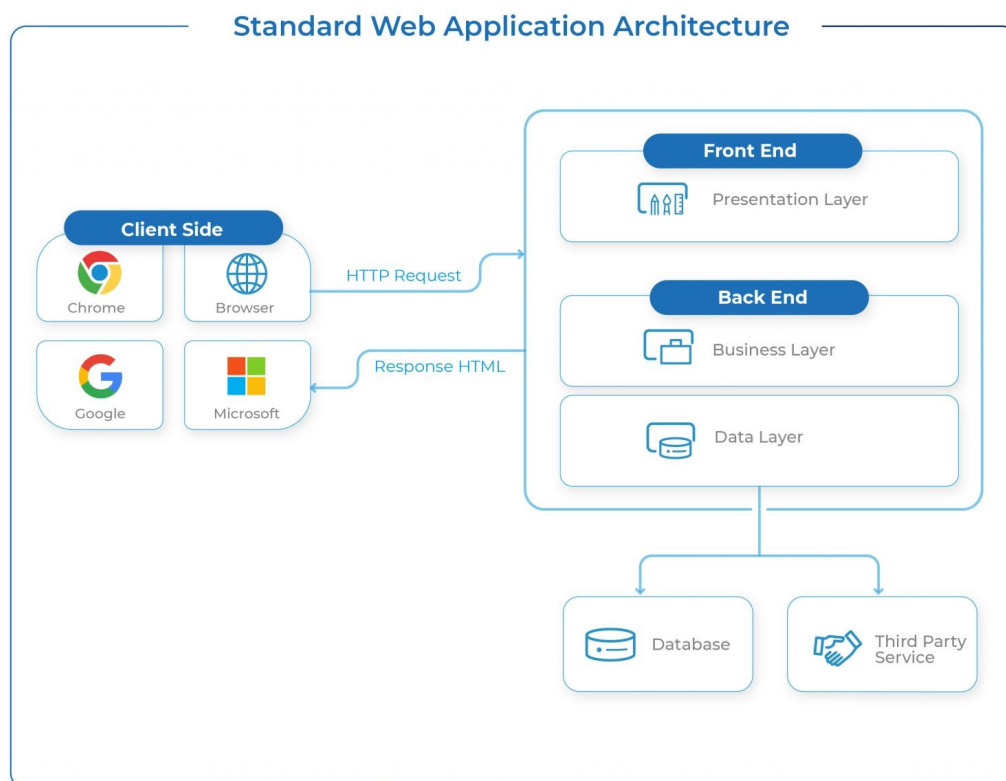 Standard Web Application Architecture
Client Side
Chrome
Browser
Google
Microsoft
HTTP Request
Response HTML
Front End
Presentation Layer
Back End
Business Layer
Data Layer
Database
Third Party
Service